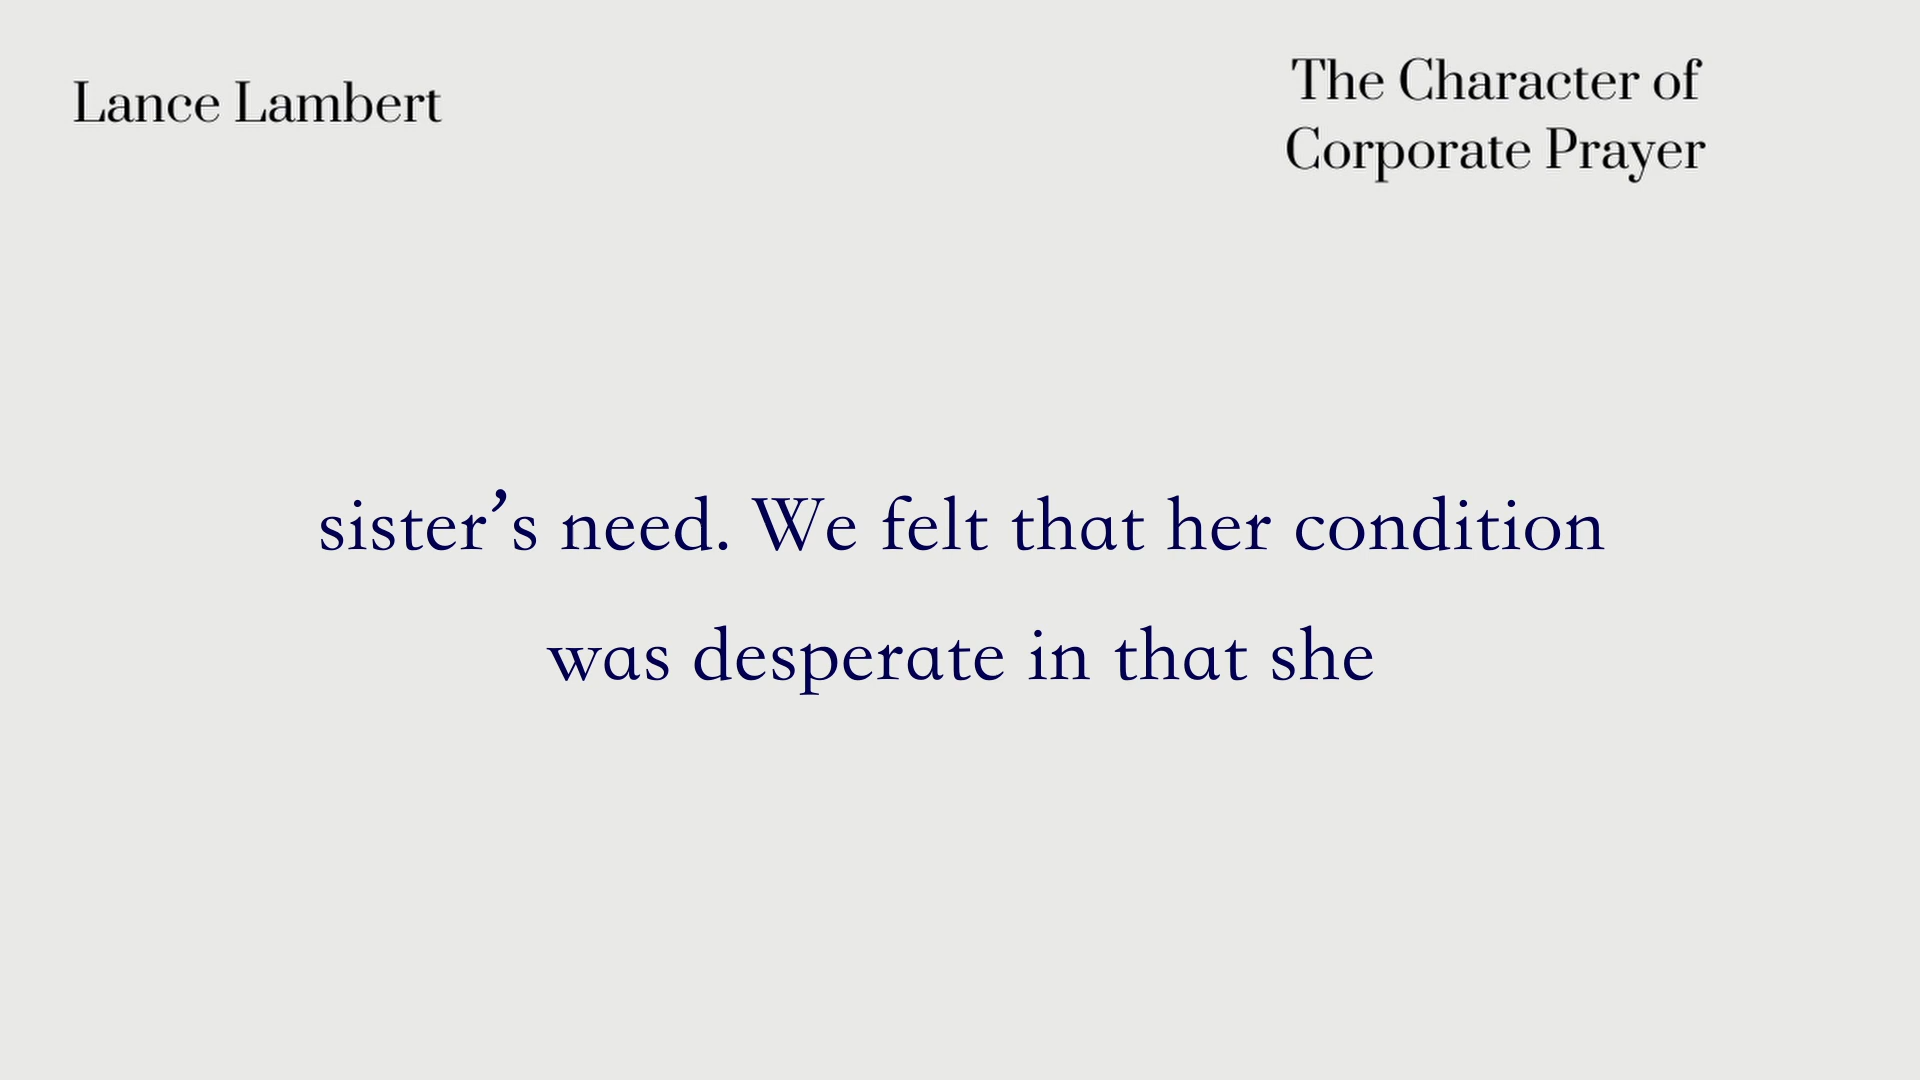 Lance Lambert
The Character of
Corporate Prayer
sister’s need. We felt that her condition
was desperate in that she